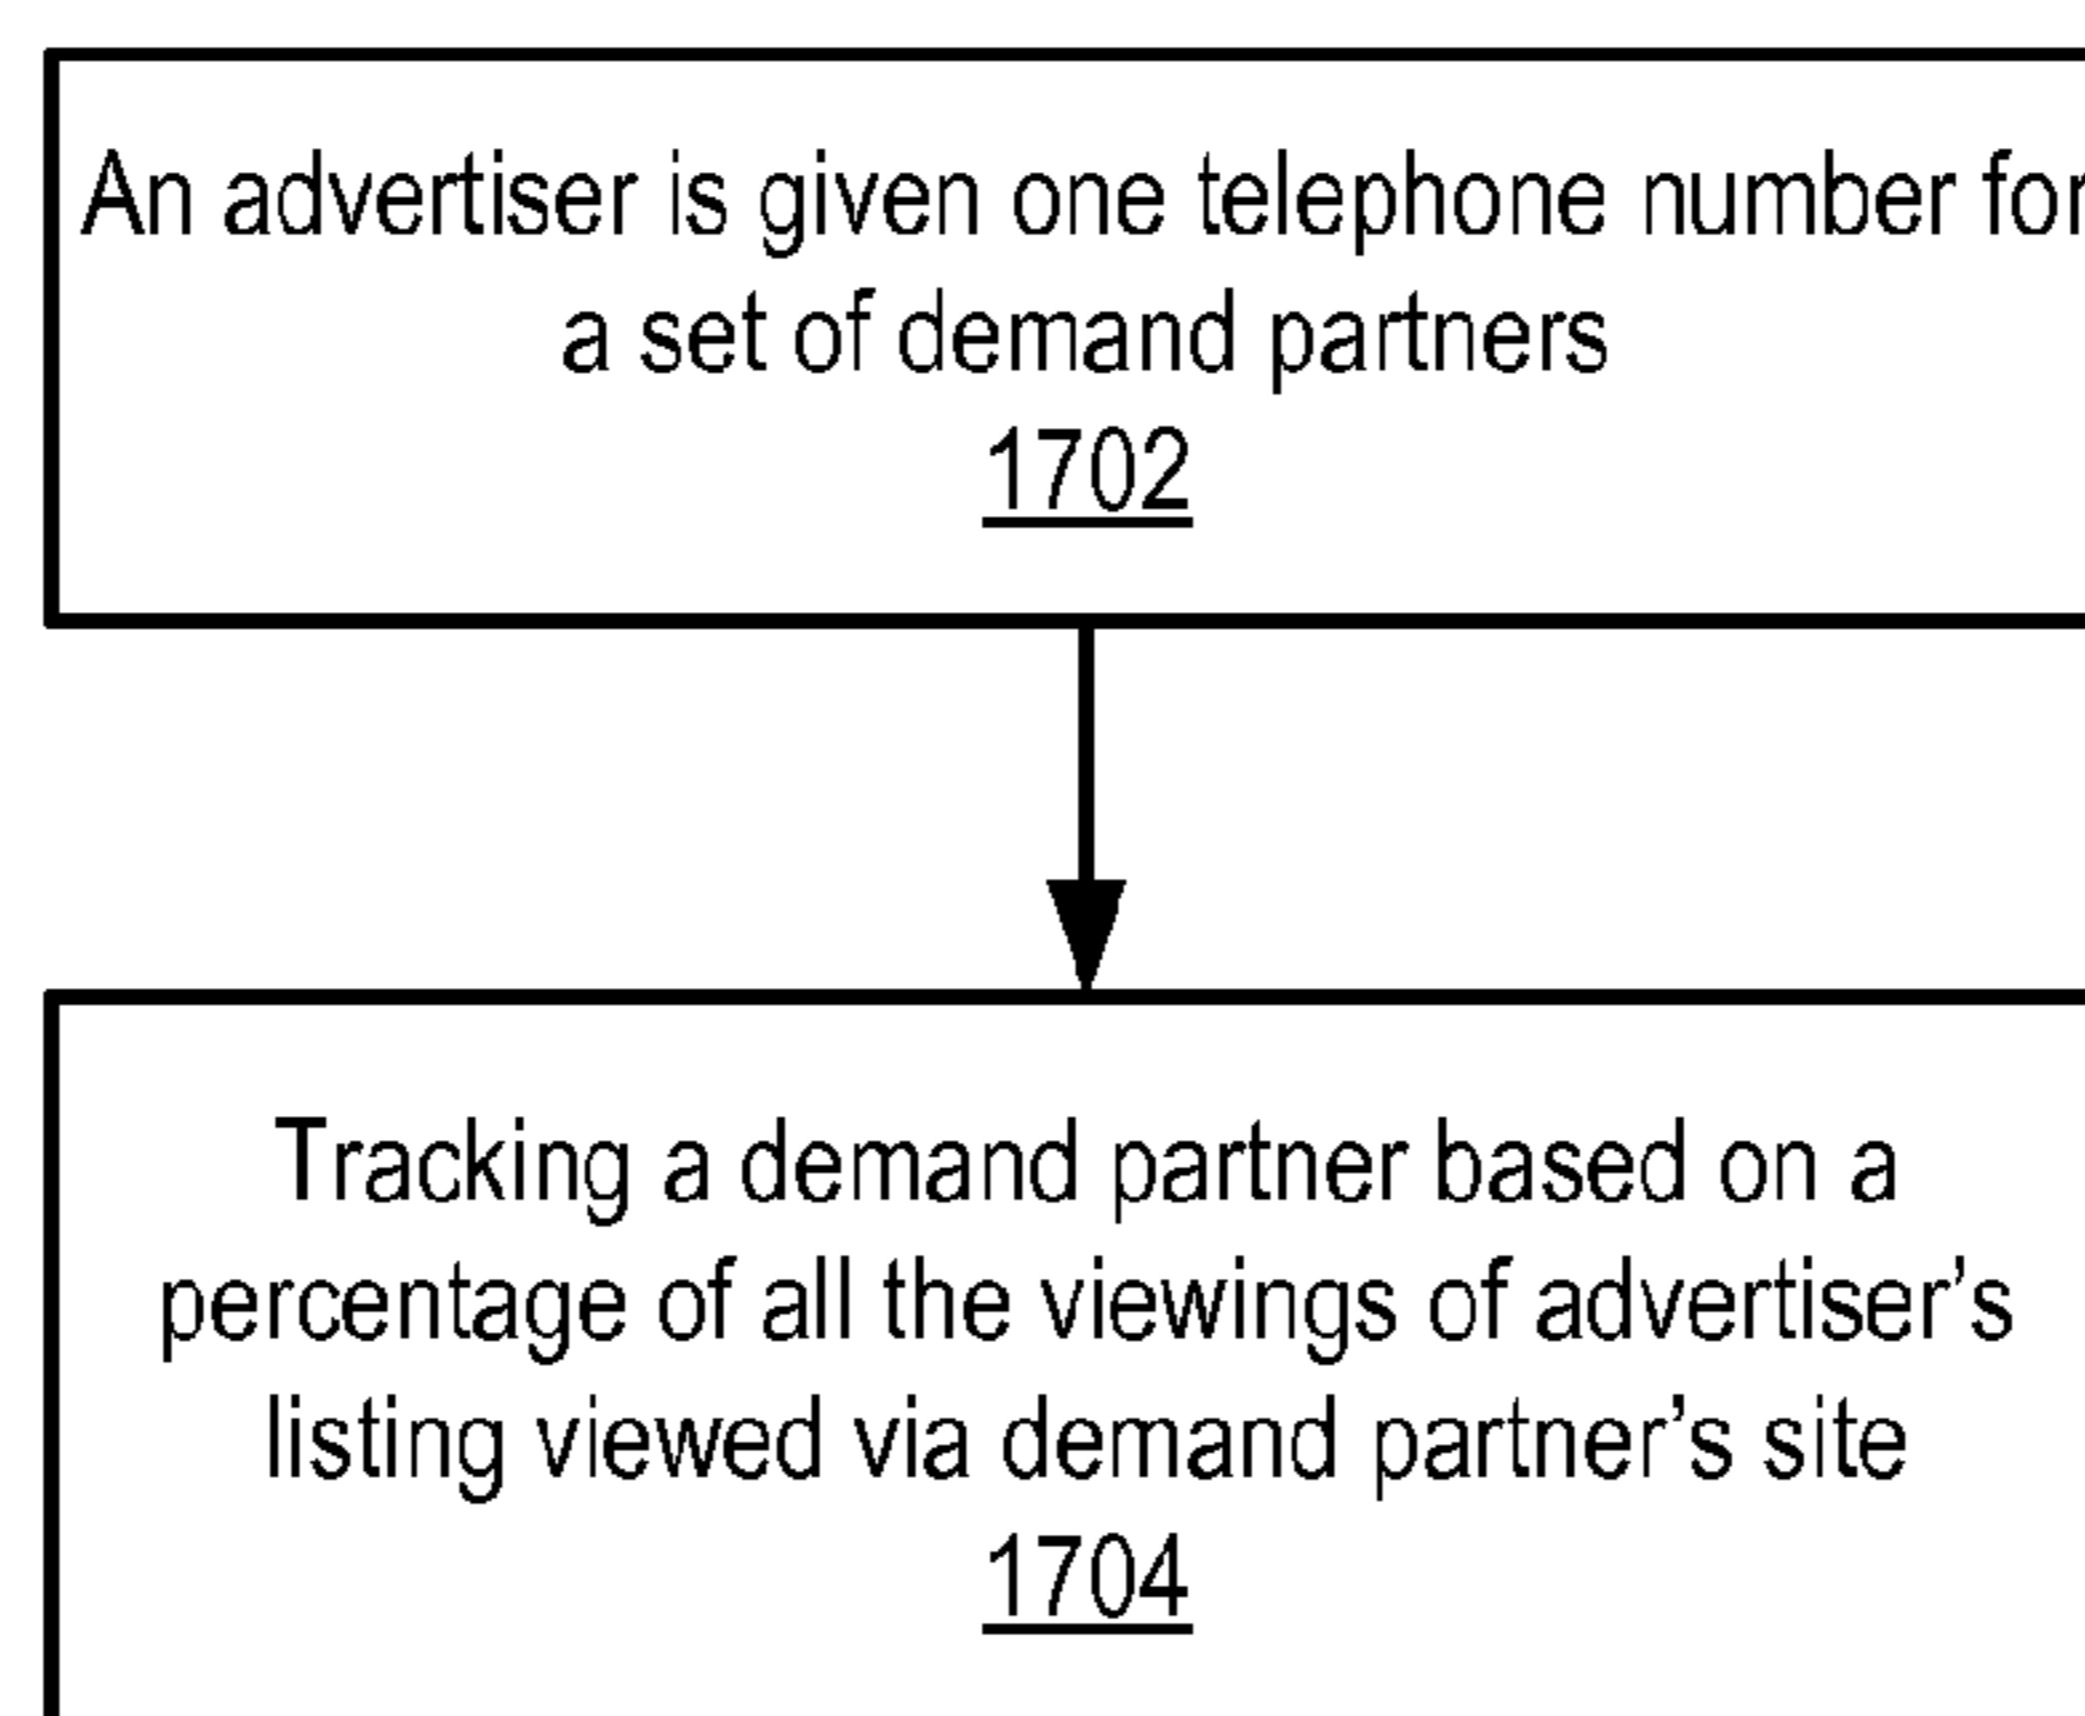 An advertiser is given one telephone number for
a set of demand partners
1702
Tracking a demand partner based on a
percentage of all the viewings of advertiser's
listing viewed via demand partner's site
1704